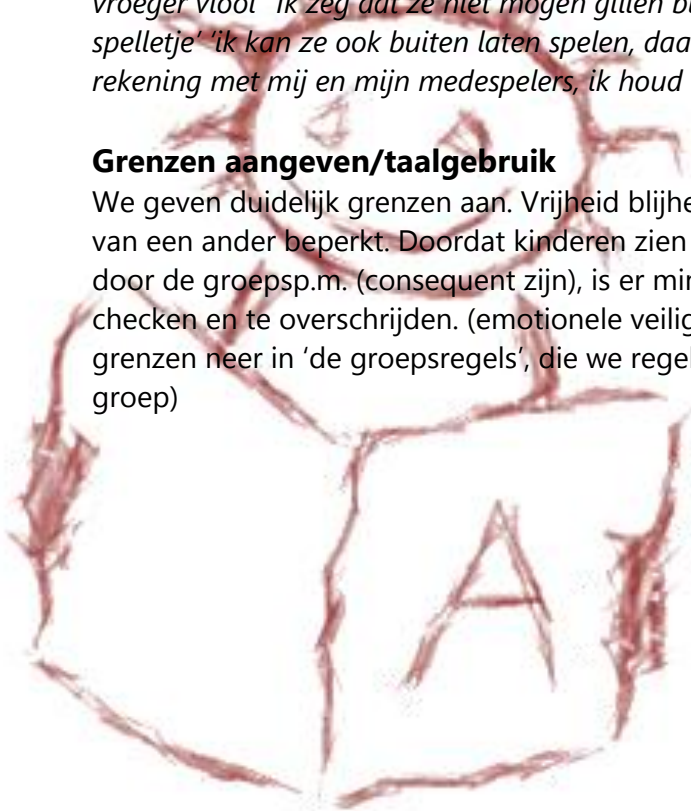 vroeger vloo! 'ik zeg dat ze niet mogen gillen
spelletje' 'ik kan ze ook buiten laten spelen, daa
rekening met mij en mijn medespelers, ik houd
Grenzen aangeven/taalgebruik
We geven duidelijk grenzen aan. Vrijheid blijhe
van een ander beperkt. Doordat kinderen zien
door de groepsp.m. (consequent zijn), is er min
checken en te overschrijden. (emotionele veilig
grenzen neer in 'de groepsregels', die we regel
groep)
A